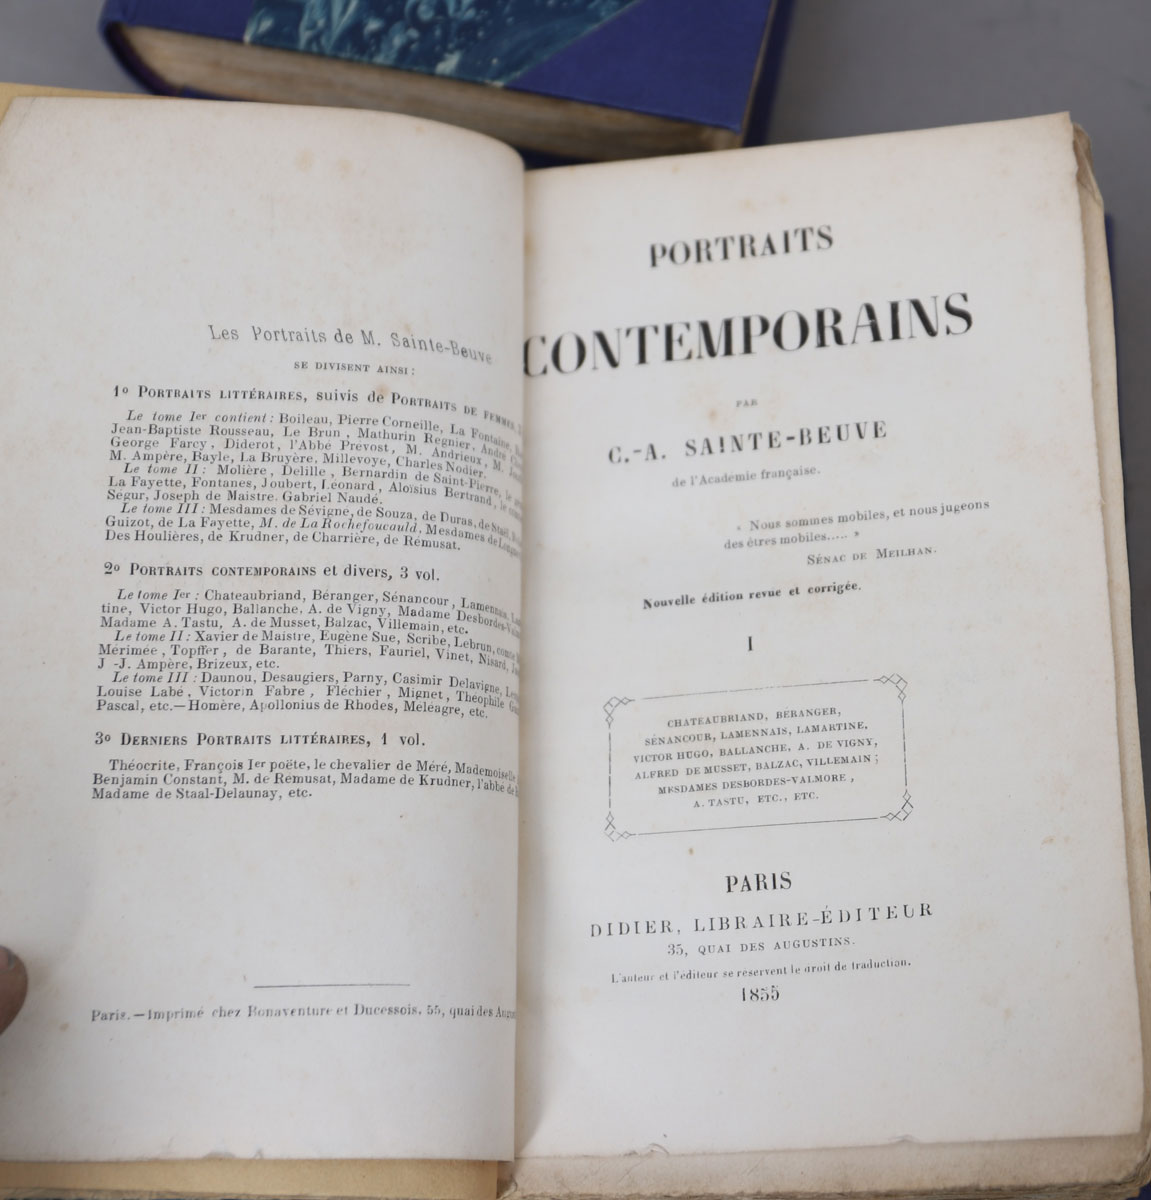 Les Portraits de M. Sainte-Beuve
SE DIVISENT AINSI :
1º PORTRAITS LITTÉRAIRES, suivis de PORTRAITS DE FEMMES
Le tome Ier contient : Boileau, Pierre Corneille, La Fontaine,
Jean-Baptiste Rousseau, Le Brun, Mathurin Regnier, André
George Farcy, Diderot, l'Abbé Prévost, M. Andrieux, M.
M. Ampère, Bayle, La Bruyère, Millevoye, Charles Nodier.
Le tome II : Molière, Delille, Bernardin de Saint-Pierre,
La Fayette, Fontanes, Joubert, Léonard, Aloïsius Bertrand,
Ségur, Joseph de Maistre. Gabriel Naudé.
Le tome III : Mesdames de Sévigné, de Souza, de Duras, de Staël,
Guizot, de La Fayette, M. de La Rochefoucauld, Mesdames de
Des Houlières, de Krudner, de Charrière, de Rémusat.
2º PORTRAITS CONTEMPORAINS et divers, 3 vol.
Le tome Ier : Chateaubriand, Béranger, Sénancour, Lamennais,
tine, Victor Hugo, Ballanche, A. de Vigny, Madame Desbordes-
Madame A. Tastu, A. de Musset, Balzac, Villemain, etc.
Le tome II : Xavier de Maistre, Eugène Sue, Scribe, Lebrun,
Mérimée, Topffer, de Barante, Thiers, Fauriel, Vinet, Nisard,
J -J. Ampère, Brizeux, etc.
Le tome III : Daunou, Desaugiers, Parny, Casimir Delavigne,
Louise Labé, Victorin Fabre, Fléchier, Mignet, Théophile
Pascal, etc.—Homère, Apollonius de Rhodes, Méléagre, etc.
3º DERNIERS PORTRAITS LITTÉRAIRES, 1 vol.
Théocrite, François Ier poëte, le chevalier de Méré, Mademoiselle
Benjamin Constant, M. de Rémusat, Madame de Krudner, l'abbé de
Madame de Staal-Delaunay, etc.
Paris.—Imprimé chez Bonaventure et Ducessois, 55, quai des
PORTRAITS
CONTEMPORAINS
PAR
C.-A. SAINTE-BEUVE
de l'Académie française.
« Nous sommes mobiles, et nous jugeons
des êtres mobiles..... »
SÉNAC DE MEILHAN.
Nouvelle édition revue et corrigée.
I
CHATEAUBRIAND, BÉRANGER,
SÉNANCOUR, LAMENNAIS, LAMARTINE,
VICTOR HUGO, BALLANCHE, A. DE VIGNY,
ALFRED DE MUSSET, BALZAC, VILLEMAIN ;
MESDAMES DESBORDES-VALMORE,
A. TASTU, ETC., ETC.
PARIS
DIDIER, LIBRAIRE-ÉDITEUR
35, QUAI DES AUGUSTINS.
L'auteur et l'éditeur se réservent le droit de traduction.
1855